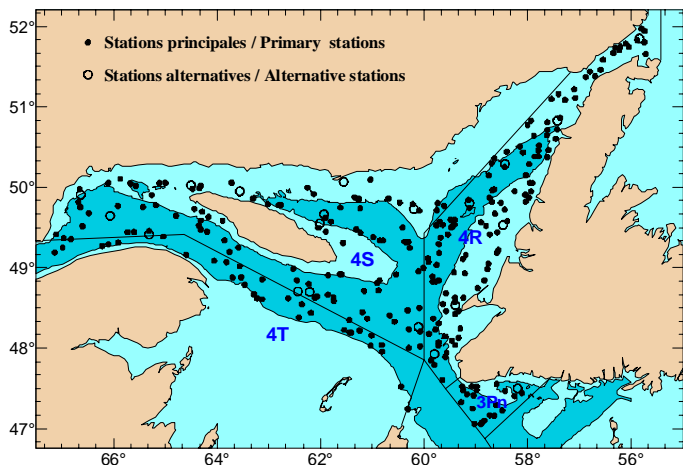 52°
Stations principales / Primary stations
Stations alternatives / Alternative stations
51°
50°
4R
49°
4S
4T
48°
3Pn
47°
66 64 62 60 58 56